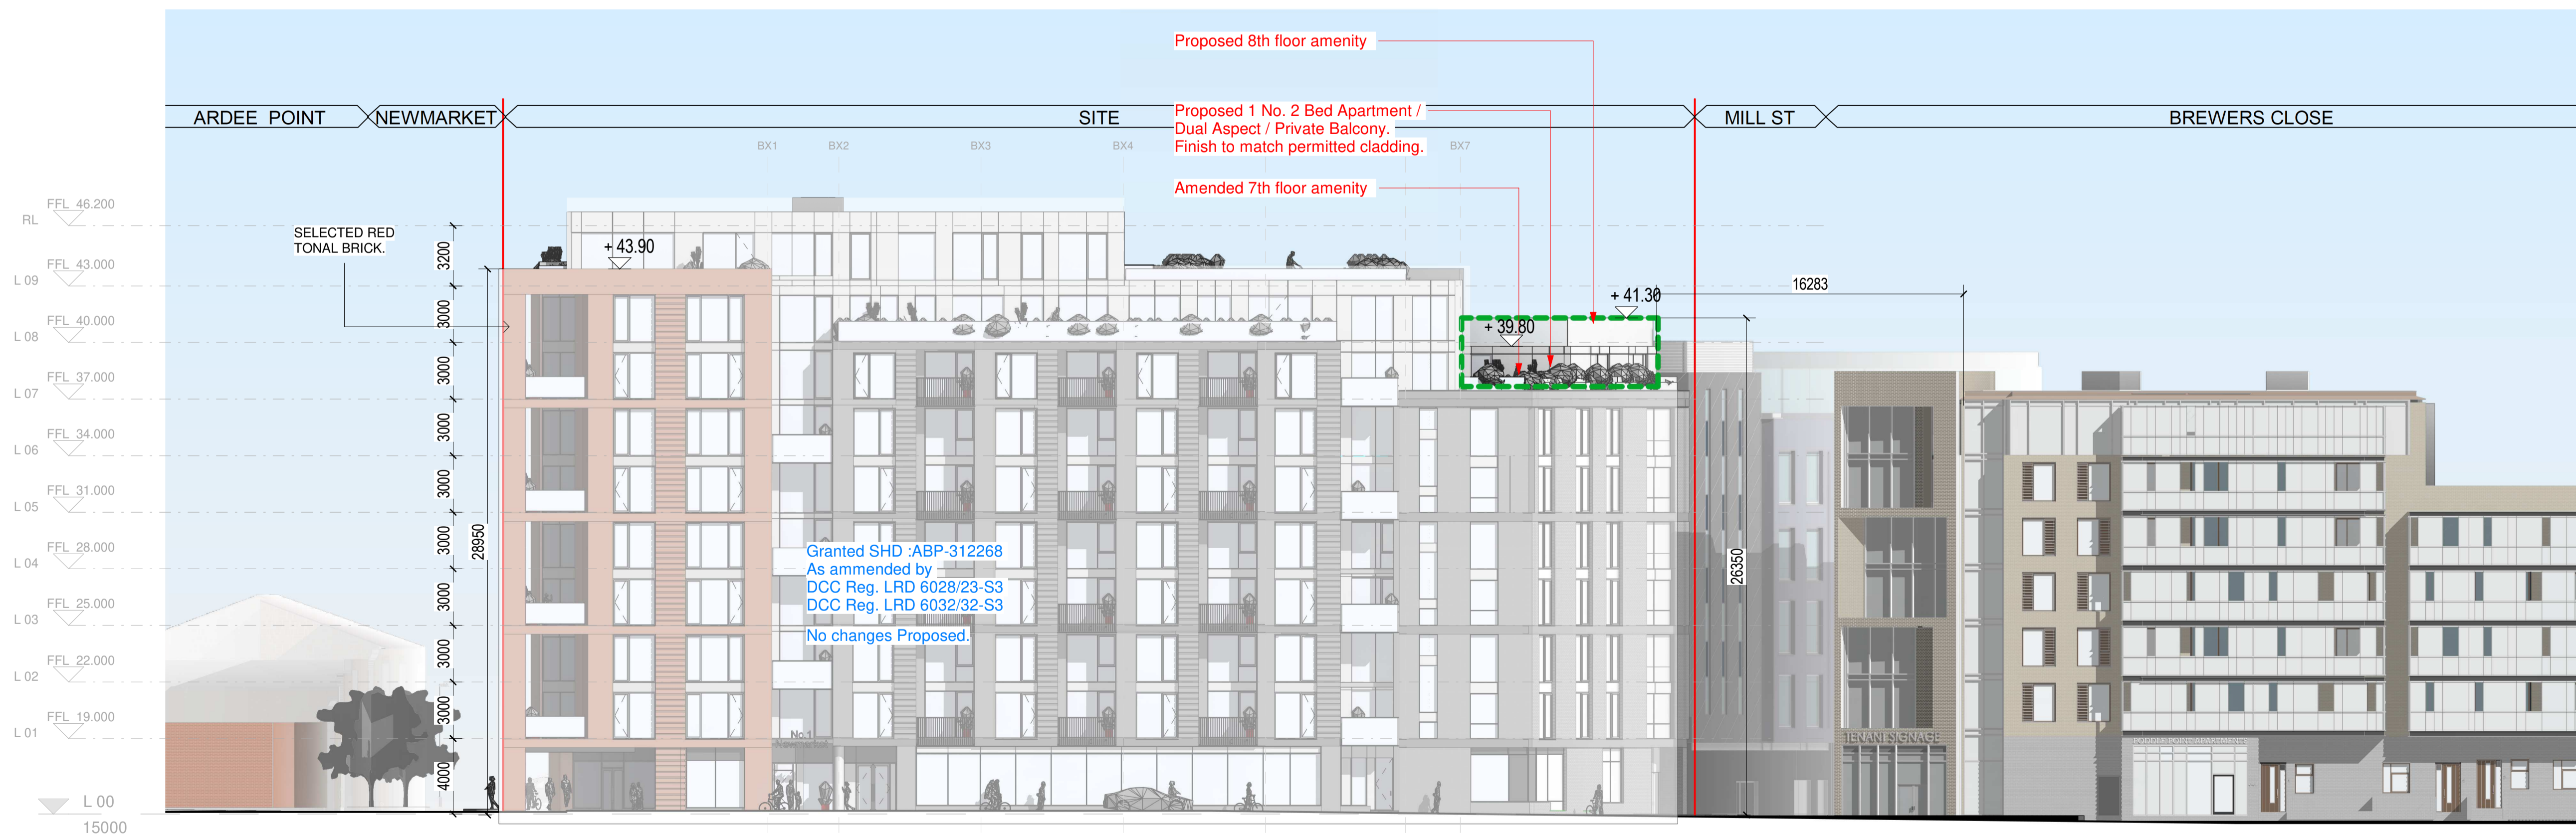 Proposed 8th floor amenity
ARDEE POINT
NEWMARKET
SITE
MILL ST
BREWERS CLOSE
Proposed 1 No. 2 Bed Apartment /
Dual Aspect / Private Balcony.
Finish to match permitted cladding.
BX1
BX2
BX3
BX4
BX7
Amended 7th floor amenity
RL
FFL 46.200
L 09
FFL 43.000
L 08
FFL 40.000
L 07
FFL 37.000
L 06
FFL 34.000
L 05
FFL 31.000
L 04
FFL 28.000
L 03
FFL 25.000
L 02
FFL 22.000
L 01
FFL 19.000
L 00
15000
SELECTED RED
TONAL BRICK.
3200
3000
3000
3000
3000
3000
3000
3000
3000
4000
28950
+ 43.90
+ 41.30
+ 39.80
16283
26350
Granted SHD :ABP-312268
As ammended by
DCC Reg. LRD 6028/23-S3
DCC Reg. LRD 6032/32-S3
No changes Proposed.
No.1
Newmarket
TENANT SIGNAGE
PODDLE POINT APARTMENTS